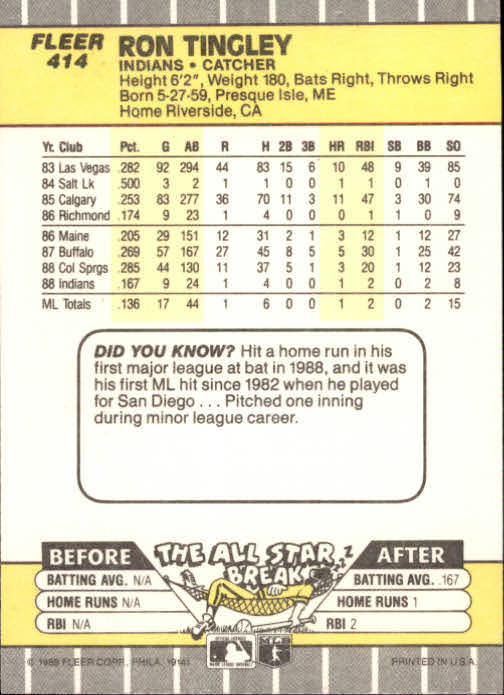 FLEER
414
RON TINGLEY
INDIANS • CATCHER
Height 6'2", Weight 180, Bats Right, Throws Right
Born 5-27-59, Presque Isle, ME
Home Riverside, CA
Yr. Club Pct. G AB R H 2B 3B HR RBI SB BB SO
83 Las Vegas .282 92 294 44 83 15 6 10 48 9 39 85
84 Salt Lk .500 3 2 1 1 0 0 1 1 0 1 0
85 Calgary .253 83 277 36 70 11 3 11 47 3 30 74
86 Richmond .174 9 23 1 4 0 0 0 1 1 0 9
86 Maine .205 29 151 12 31 2 1 3 12 1 12 27
87 Buffalo .269 57 167 27 45 8 5 5 30 1 25 42
88 Col Sprgs .285 44 130 11 37 5 1 3 20 1 12 23
88 Indians .167 9 24 1 4 0 0 1 2 0 2 8
ML Totals .136 17 44 1 6 0 0 1 2 0 2 15
DID YOU KNOW? Hit a home run in his
first major league at bat in 1988, and it was
his first ML hit since 1982 when he played
for San Diego . . . Pitched one inning
during minor league career.
BEFORE THE ALL STAR BREAK AFTER
BATTING AVG. N/A BATTING AVG. .167
HOME RUNS N/A HOME RUNS 1
RBI N/A RBI 2
© 1989 FLEER CORP., PHILA. 19141 PRINTED IN U.S.A.